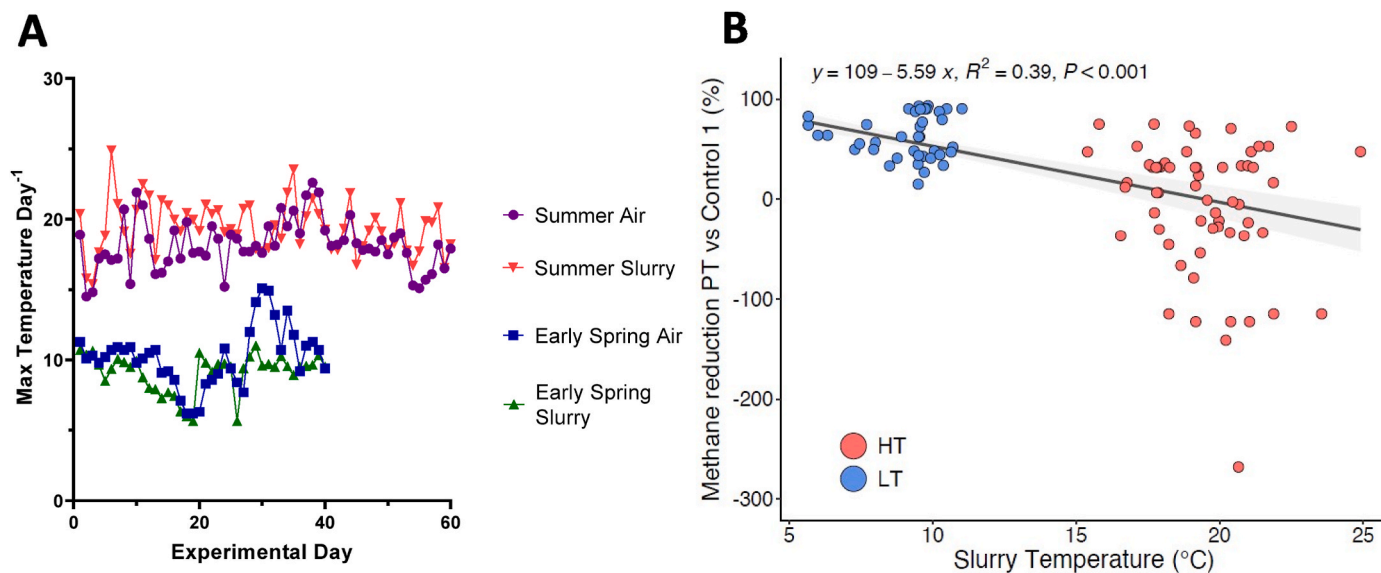 A
Max Temperature Day⁻¹
30
20
10
0
0 20 40 60
Experimental Day
Summer Air
Summer Slurry
Early Spring Air
Early Spring
Slurry
B
y = 109 – 5.59 x, R² = 0.39, P < 0.001
Methane reduction PT vs Control 1 (%)
100
0
-100
-200
-300
HT
LT
5 10 15 20 25
Slurry Temperature (°C)